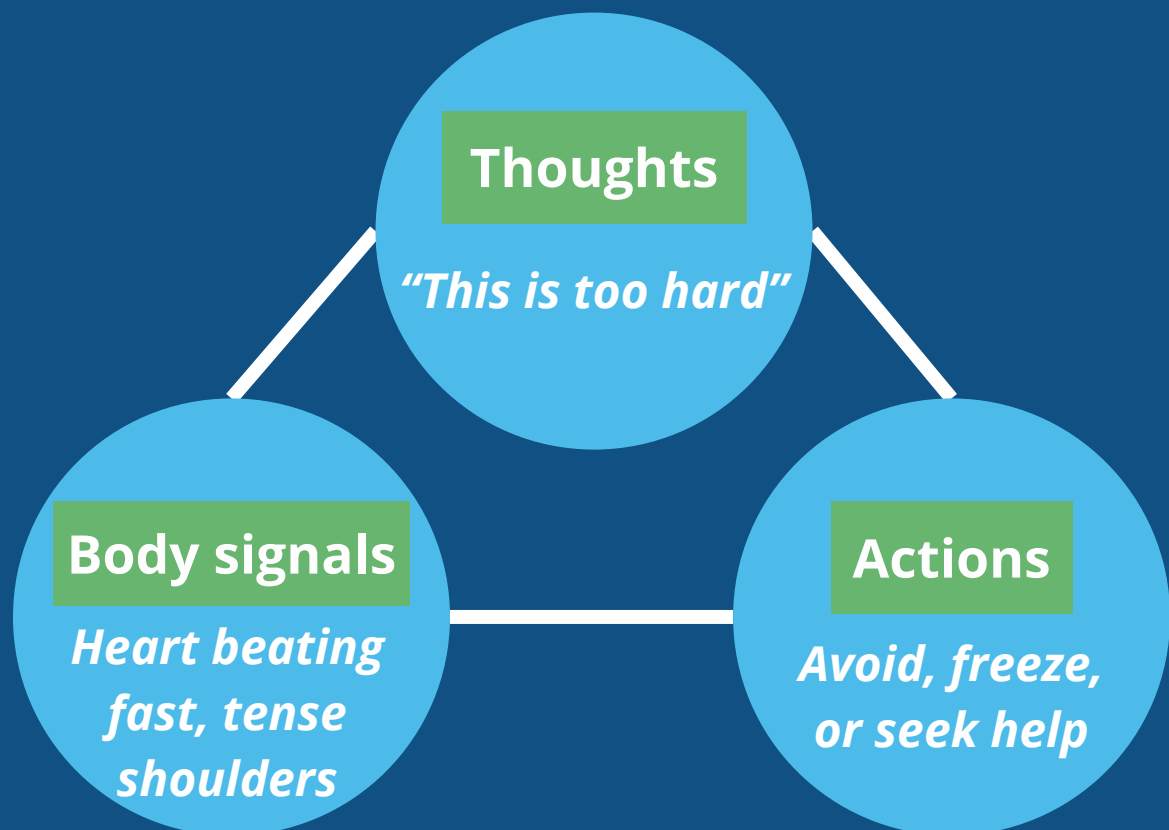 Thoughts
“This is too hard”
Body signals
Heart beating
fast, tense
shoulders
Actions
Avoid, freeze,
or seek help